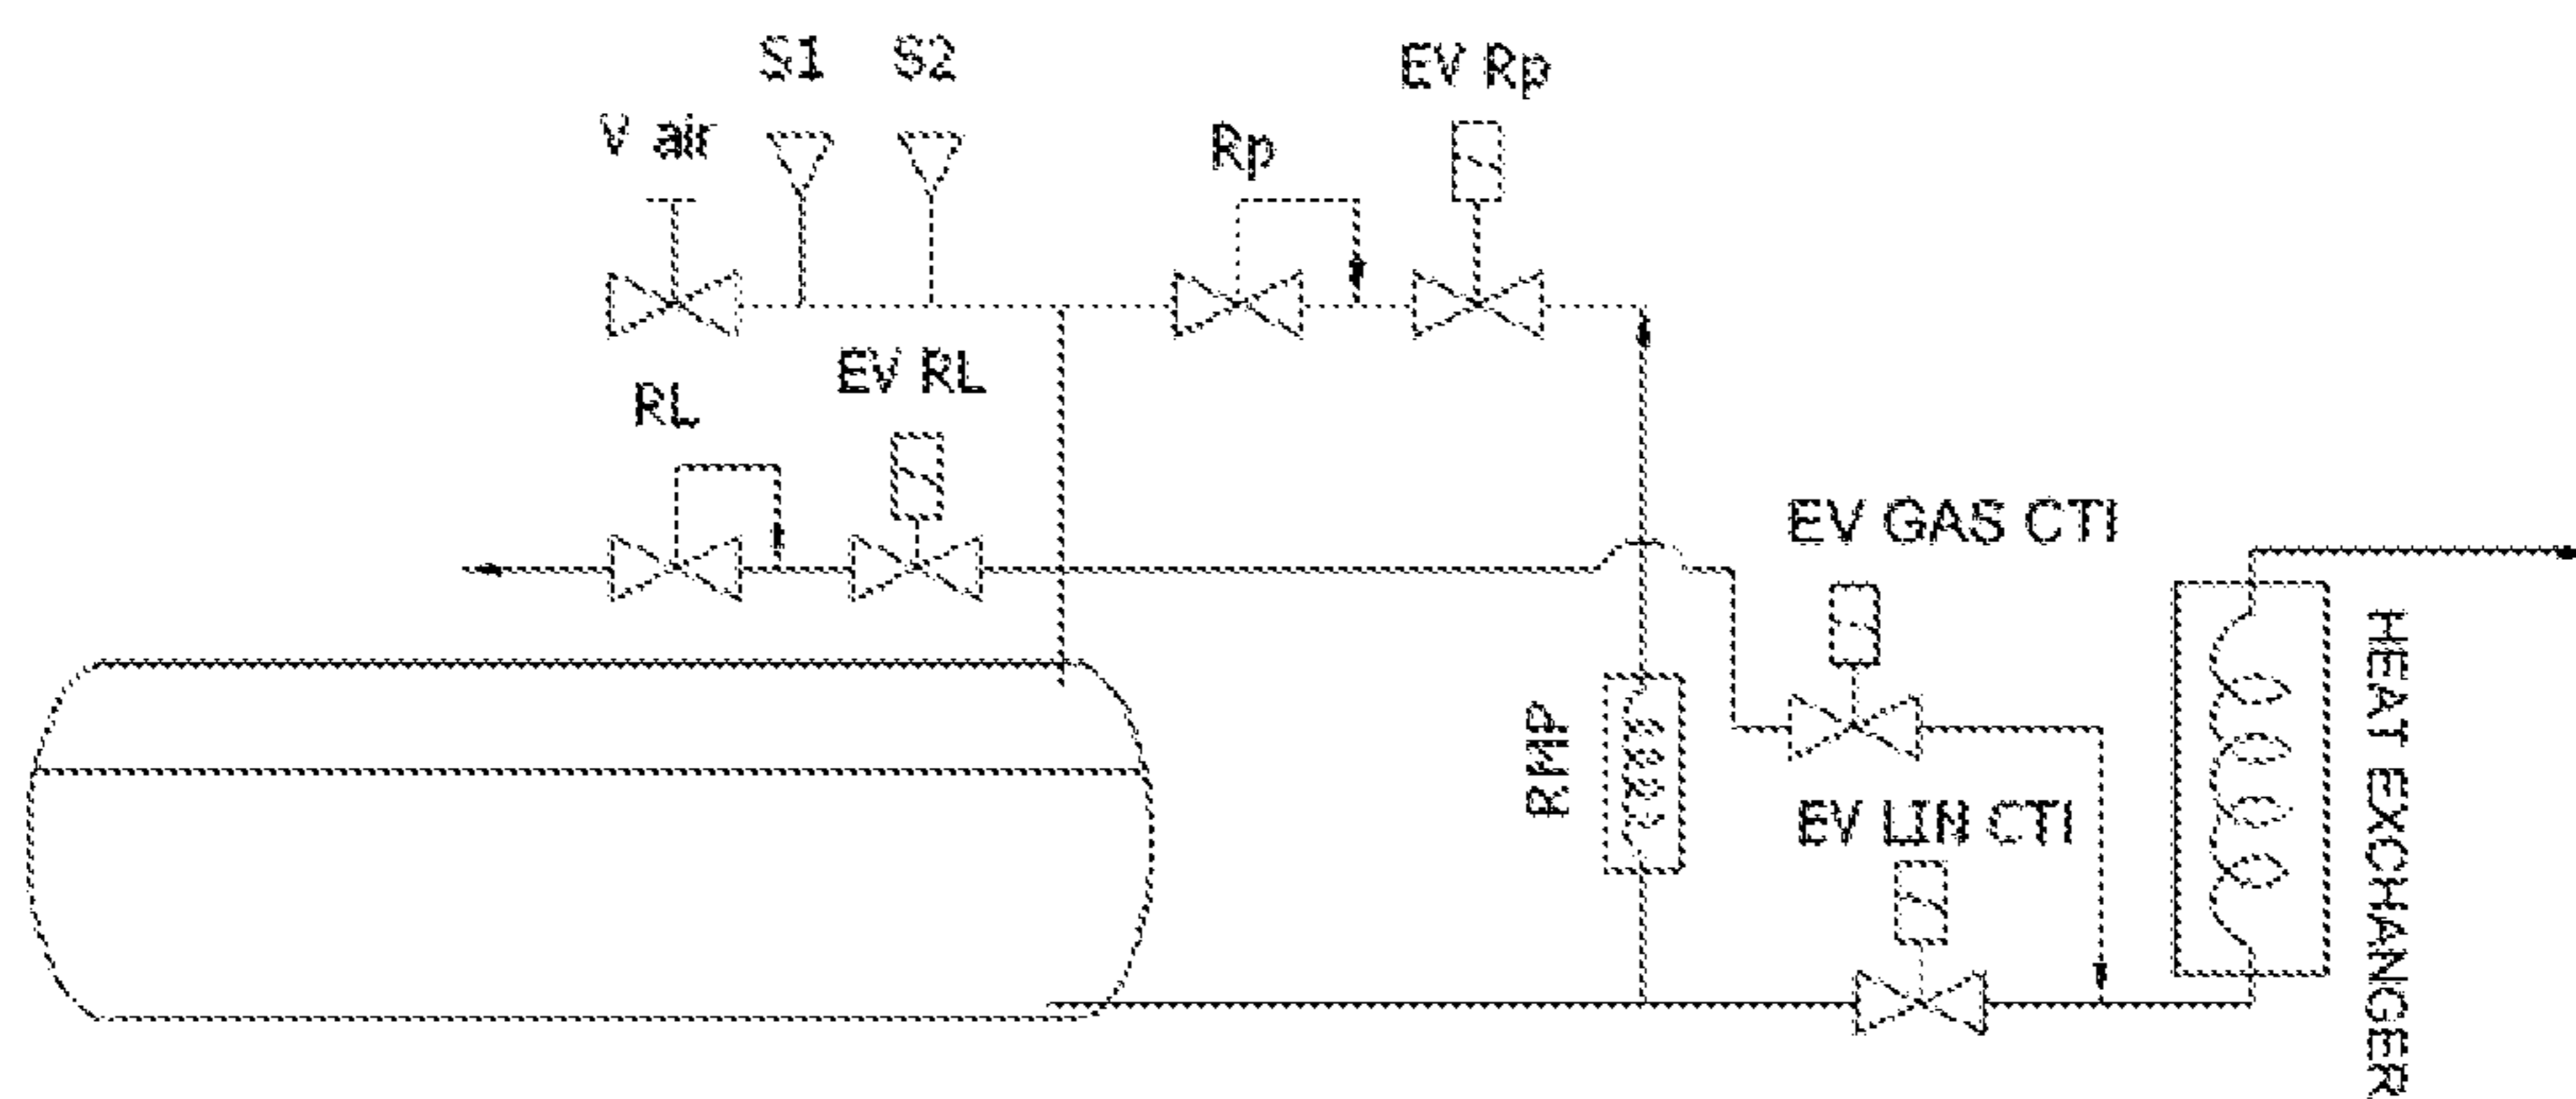 S1
S2
EV Rp
V air
Rp
EV RL
RL
EV GAS CTI
RMP
EV LIN CTI
HEAT EXCHANGER